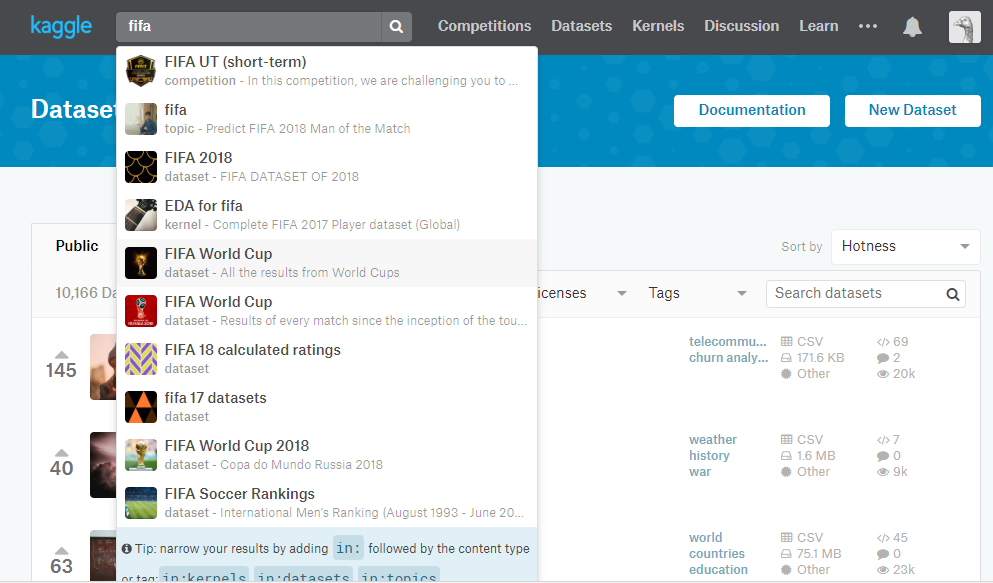 kaggle
fifa
Competitions
Datasets
Kernels
Discussion
Learn
FIFA UT (short-term)
competition - In this competition, we are challenging you to ...
fifa
topic - Predict FIFA 2018 Man of the Match
FIFA 2018
dataset - FIFA DATASET OF 2018
EDA for fifa
kernel - Complete FIFA 2017 Player dataset (Global)
FIFA World Cup
dataset - All the results from World Cups
FIFA World Cup
dataset - Results of every match since the inception of the tou...
FIFA 18 calculated ratings
dataset
fifa 17 datasets
dataset
FIFA World Cup 2018
dataset - Copa do Mundo Russia 2018
FIFA Soccer Rankings
dataset - International Men's Ranking (August 1993 - June 20...
Tip: narrow your results by adding in: followed by the content type
or tag: in:kernels in:datasets in:topics
Dataset
Documentation
New Dataset
Public
Sort by
Hotness
10,166 Da
icenses
Tags
Search datasets
145
telecommu...
churn analy...
CSV
171.6 KB
Other
69
2
20k
40
weather
history
war
CSV
1.6 MB
Other
7
0
9k
63
world
countries
education
CSV
75.1 MB
Other
45
0
23k